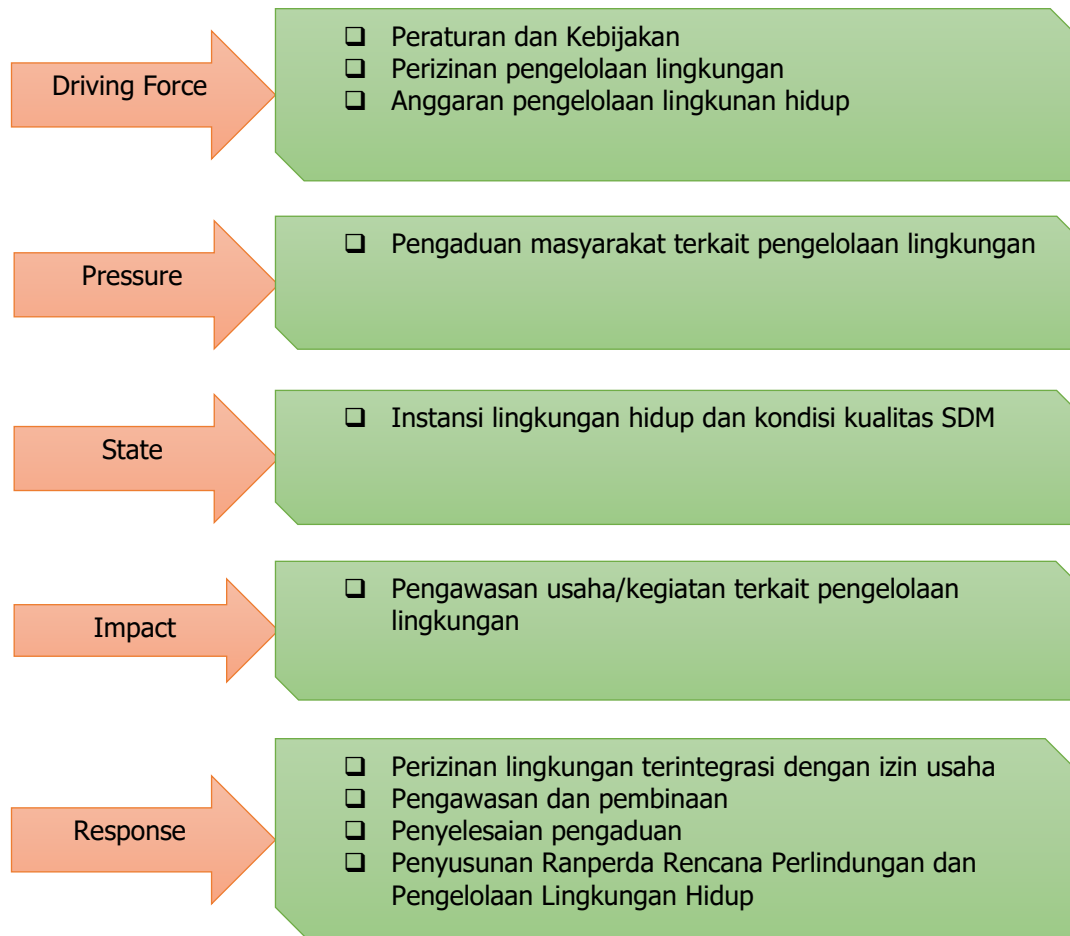 Driving Force
❑ Peraturan dan Kebijakan
❑ Perizinan pengelolaan lingkungan
❑ Anggaran pengelolaan lingkunan hidup
Pressure
❑ Pengaduan masyarakat terkait pengelolaan lingkungan
State
❑ Instansi lingkungan hidup dan kondisi kualitas SDM
Impact
❑ Pengawasan usaha/kegiatan terkait pengelolaan
lingkungan
Response
❑ Perizinan lingkungan terintegrasi dengan izin usaha
❑ Pengawasan dan pembinaan
❑ Penyelesaian pengaduan
❑ Penyusunan Ranperda Rencana Perlindungan dan
Pengelolaan Lingkungan Hidup